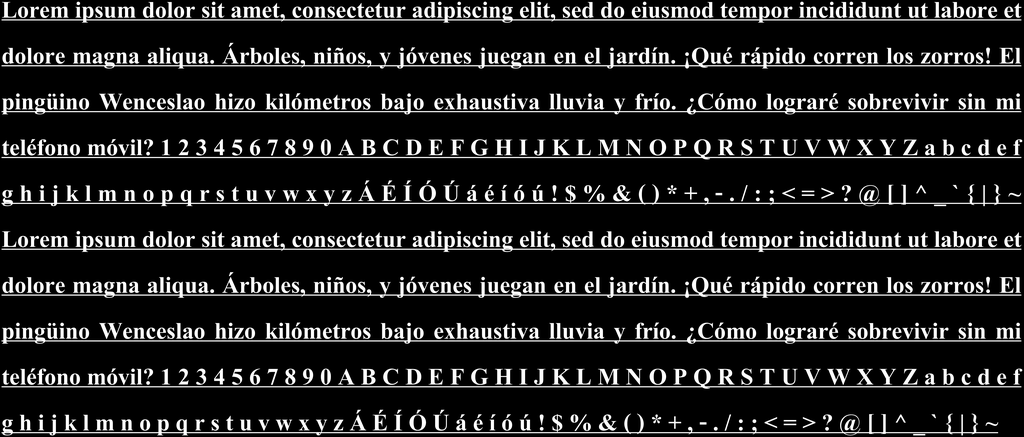 Lorem ipsum dolor sit amet, consectetur adipiscing elit, sed do eiusmod tempor incididunt ut labore et
dolore magna aliqua. Árboles, niños, y jóvenes juegan en el jardín. ¡Qué rápido corren los zorros! El
pingüino Wenceslao hizo kilómetros bajo exhaustiva lluvia y frío. ¿Cómo lograré sobrevivir sin mi
teléfono móvil? 1 2 3 4 5 6 7 8 9 0 A B C D E F G H I J K L M N O P Q R S T U V W X Y Z a b c d e f
g h i j k l m n o p q r s t u v w x y z Á É Í Ó Ú á é í ó ú ! $ % & ( ) * + , - . / : ; < = > ? @ [ ] ^ _ ` { | } ~
Lorem ipsum dolor sit amet, consectetur adipiscing elit, sed do eiusmod tempor incididunt ut labore et
dolore magna aliqua. Árboles, niños, y jóvenes juegan en el jardín. ¡Qué rápido corren los zorros! El
pingüino Wenceslao hizo kilómetros bajo exhaustiva lluvia y frío. ¿Cómo lograré sobrevivir sin mi
teléfono móvil? 1 2 3 4 5 6 7 8 9 0 A B C D E F G H I J K L M N O P Q R S T U V W X Y Z a b c d e f
g h i j k l m n o p q r s t u v w x y z Á É Í Ó Ú á é í ó ú ! $ % & ( ) * + , - . / : ; < = > ? @ [ ] ^ _ ` { | } ~